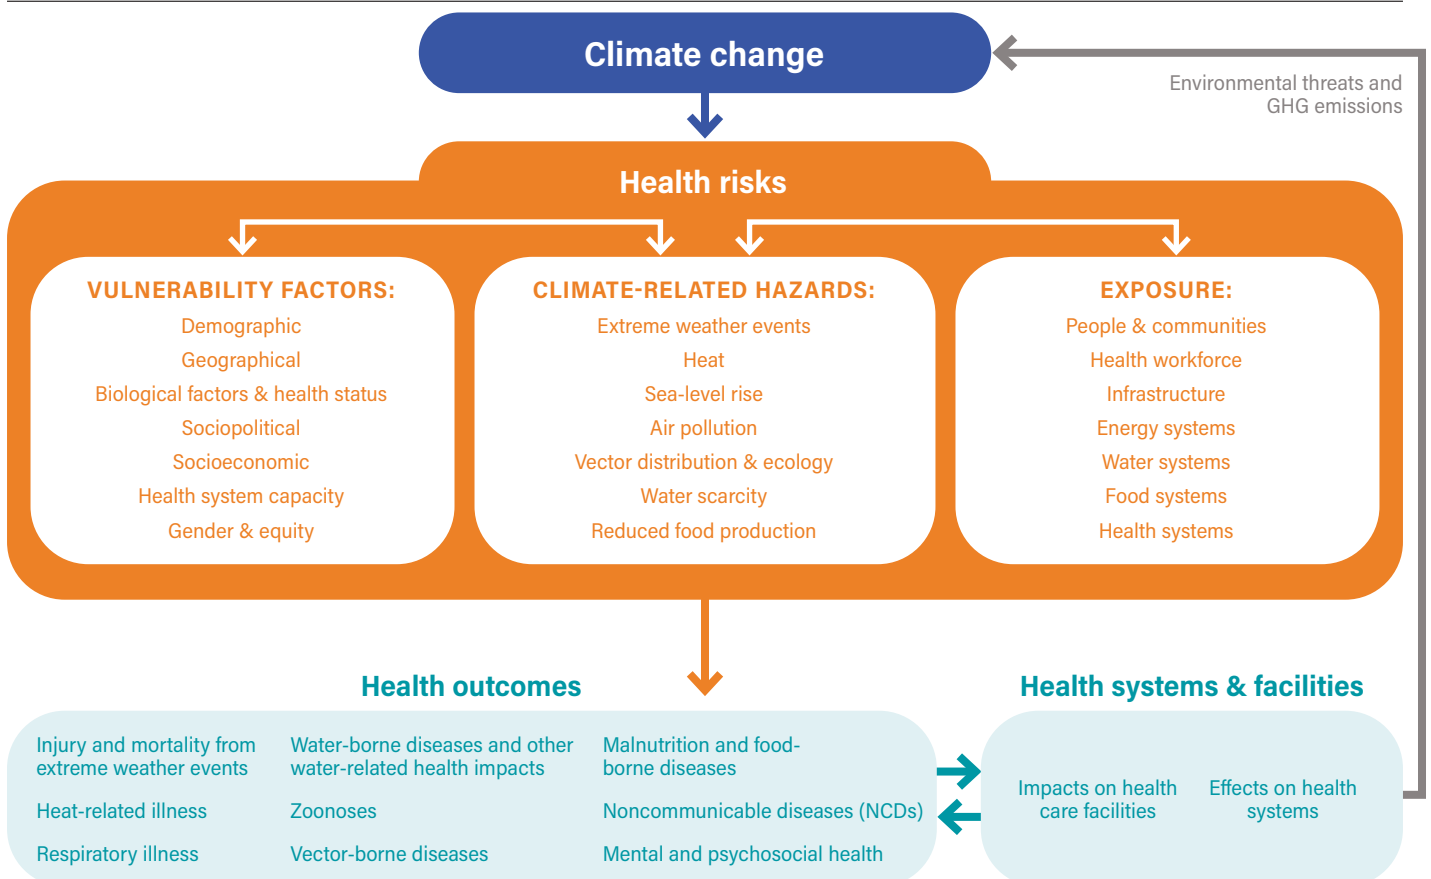 Climate change
Environmental threats and
GHG emissions
Health risks
VULNERABILITY FACTORS:
Demographic
Geographical
Biological factors & health status
Sociopolitical
Socioeconomic
Health system capacity
Gender & equity
CLIMATE-RELATED HAZARDS:
Extreme weather events
Heat
Sea-level rise
Air pollution
Vector distribution & ecology
Water scarcity
Reduced food production
EXPOSURE:
People & communities
Health workforce
Infrastructure
Energy systems
Water systems
Food systems
Health systems
Health outcomes
Injury and mortality from
extreme weather events
Heat-related illness
Respiratory illness
Water-borne diseases and other
water-related health impacts
Zoonoses
Vector-borne diseases
Malnutrition and food-
borne diseases
Noncommunicable diseases (NCDs)
Mental and psychosocial health
Health systems & facilities
Impacts on health
care facilities
Effects on health
systems